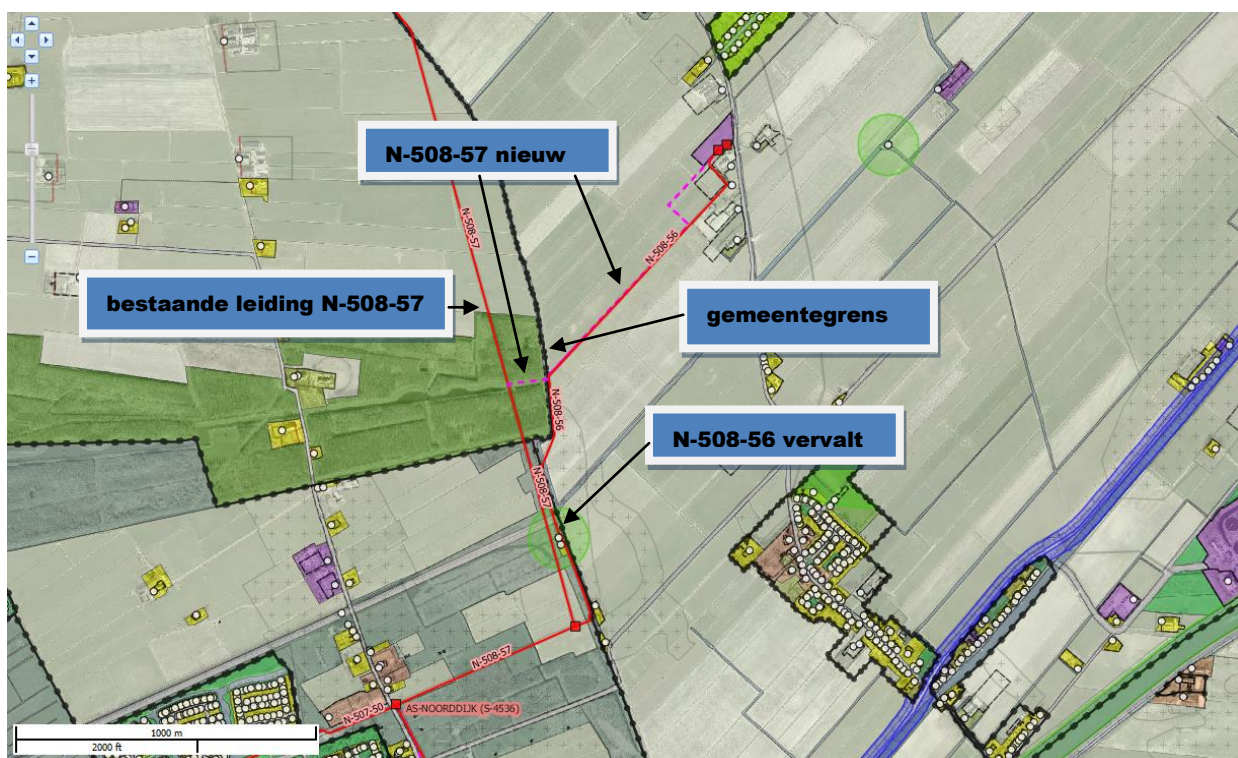 N-508-57 nieuw
N-508-57
N-508-56
bestaande leiding N-508-57
gemeentegrens
N-508-56
N-508-56 vervalt
N-508-57
N-508-57
N-507-50
AS-NOORDDIJK (S-4536)
1000 m
2000 ft